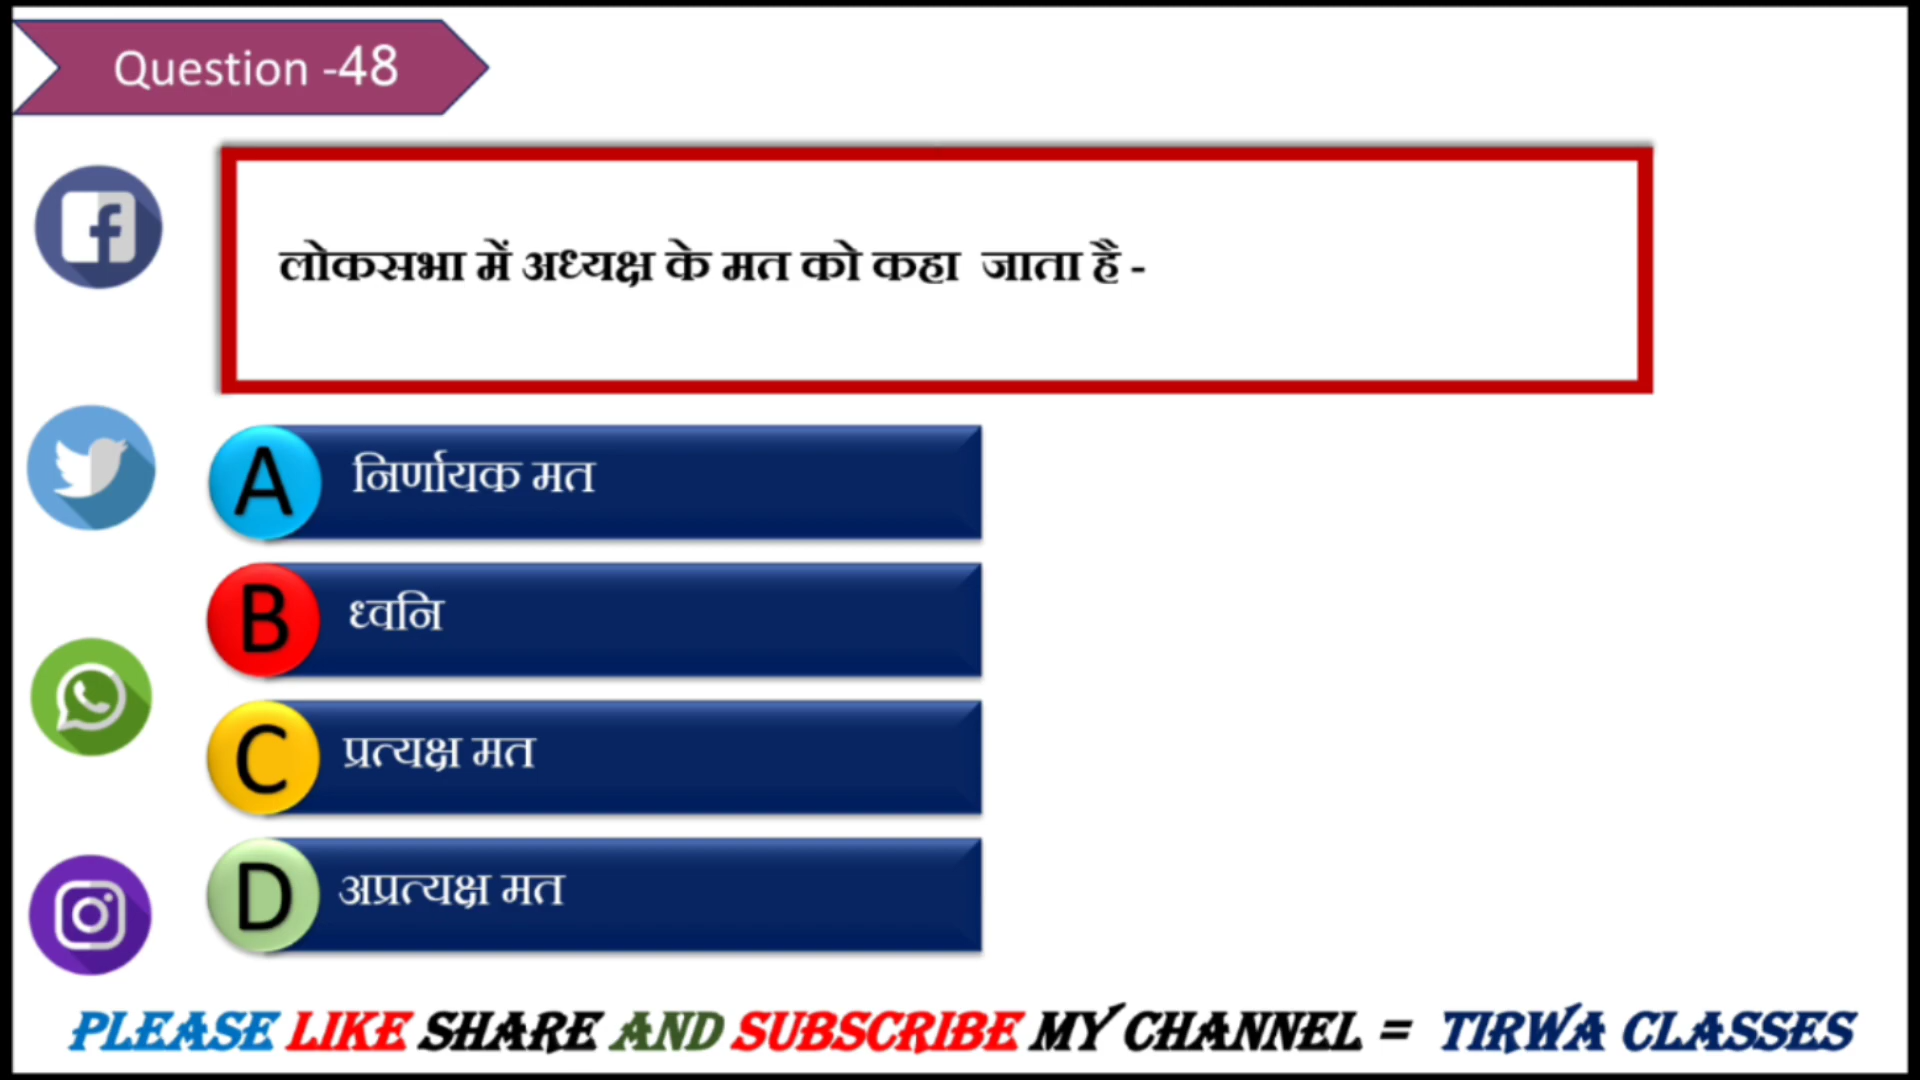 Question -48
लोकसभा में अध्यक्ष के मत को कहा जाता है -
A निर्णायक मत
B ध्वनि
C प्रत्यक्ष मत
D अप्रत्यक्ष मत
PLEASE LIKE SHARE AND SUBSCRIBE MY CHANNEL = TIRWA CLASSES